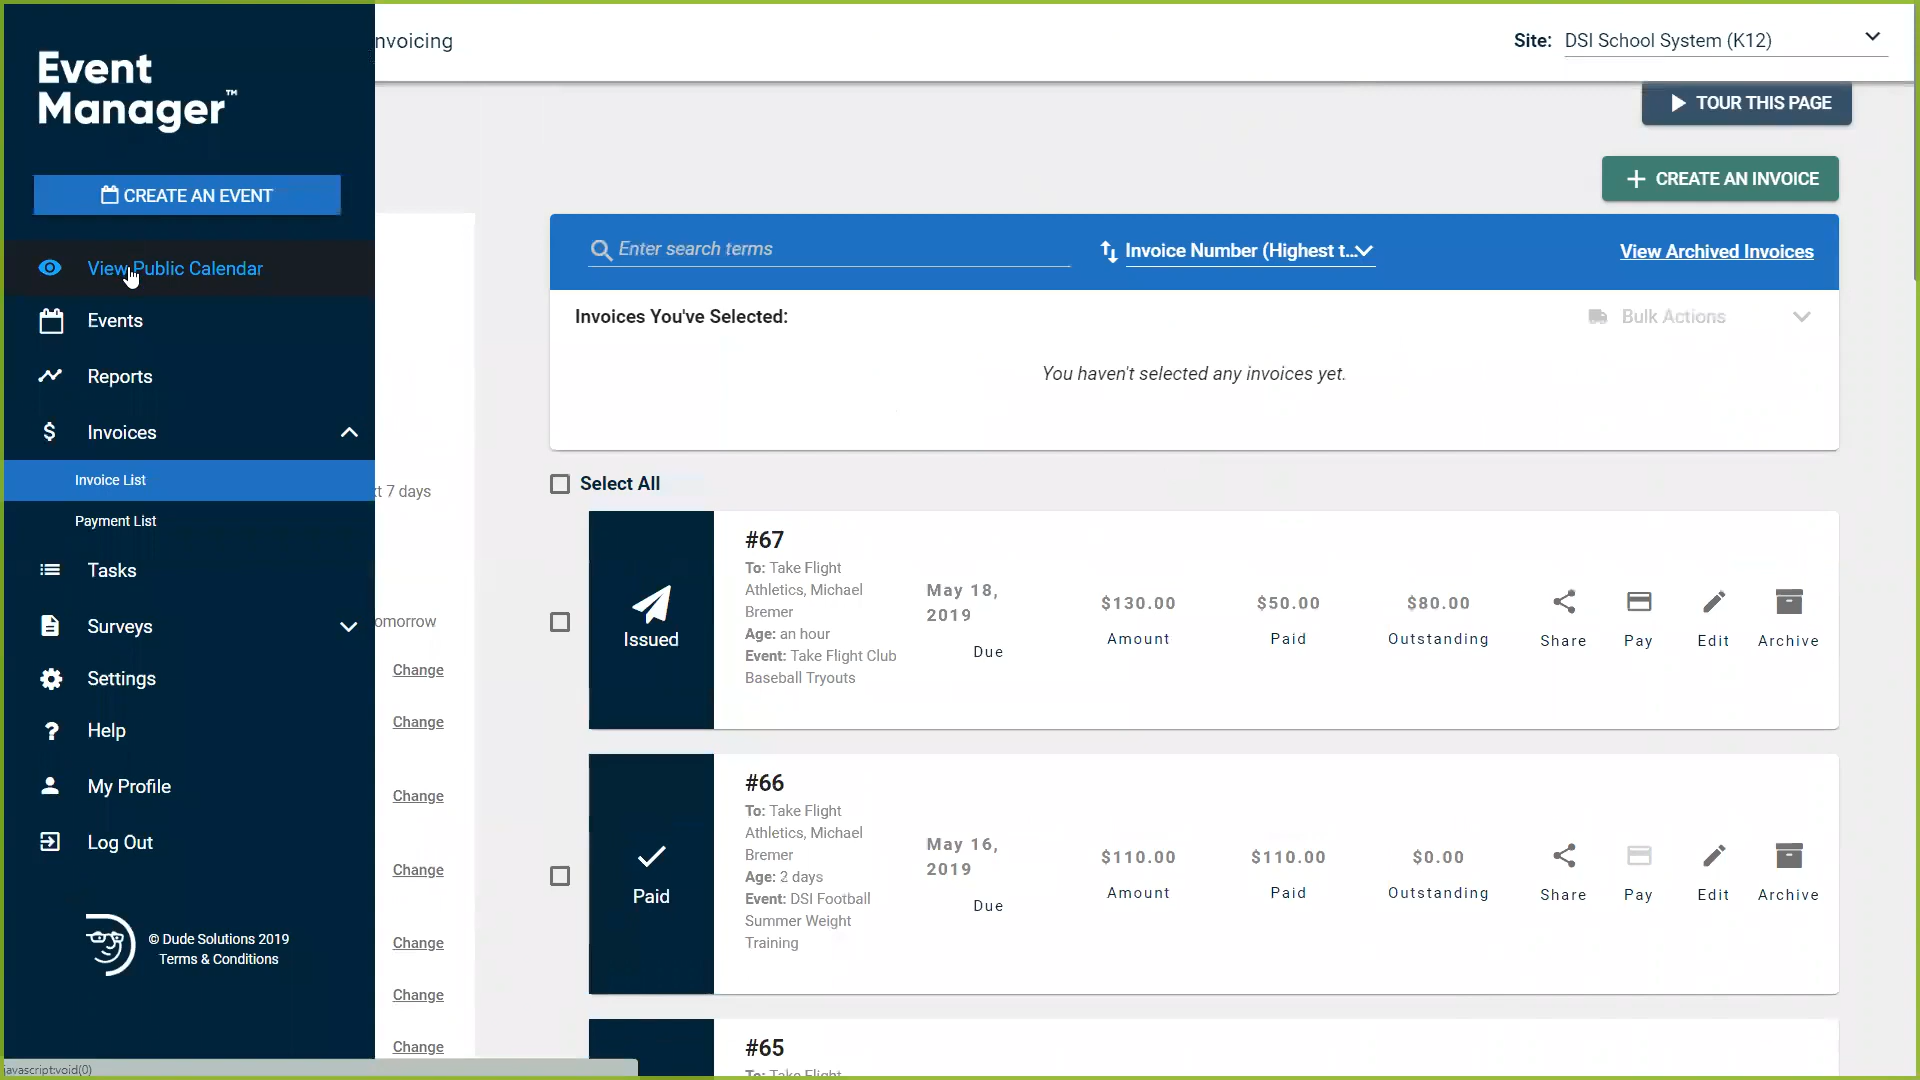 Event
Manager™
CREATE AN EVENT
View Public Calendar
Events
Reports
Invoices
Invoice List
Payment List
Tasks
Surveys
Settings
Help
My Profile
Log Out
© Dude Solutions 2019
Terms & Conditions
javascript:void(0)
nvoicing
Site: DSI School System (K12)
TOUR THIS PAGE
CREATE AN INVOICE
t 7 days
omorrow
Change
Change
Change
Change
Change
Change
Change
Enter search terms
Invoice Number (Highest t...
View Archived Invoices
Invoices You've Selected:
Bulk Actions
You haven't selected any invoices yet.
Select All
Issued
#67
To: Take Flight
Athletics, Michael
Bremer
Age: an hour
Event: Take Flight Club
Baseball Tryouts
May 18,
2019
Due
$130.00
Amount
$50.00
Paid
$80.00
Outstanding
Share
Pay
Edit
Archive
Paid
#66
To: Take Flight
Athletics, Michael
Bremer
Age: 2 days
Event: DSI Football
Summer Weight
Training
May 16,
2019
Due
$110.00
Amount
$110.00
Paid
$0.00
Outstanding
Share
Pay
Edit
Archive
#65
To: Take Flight